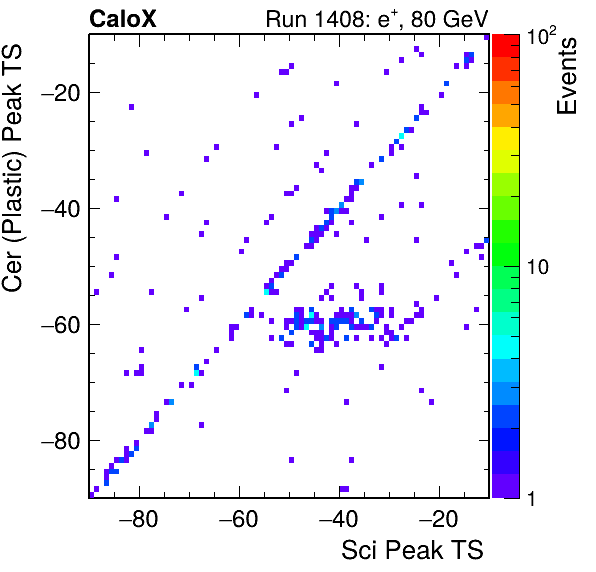 CaloX
Run 1408: e+, 80 GeV
Cer (Plastic) Peak TS
−20
−40
−60
−80
−80
−60
−40
−20
Sci Peak TS
10²
10
1
Events